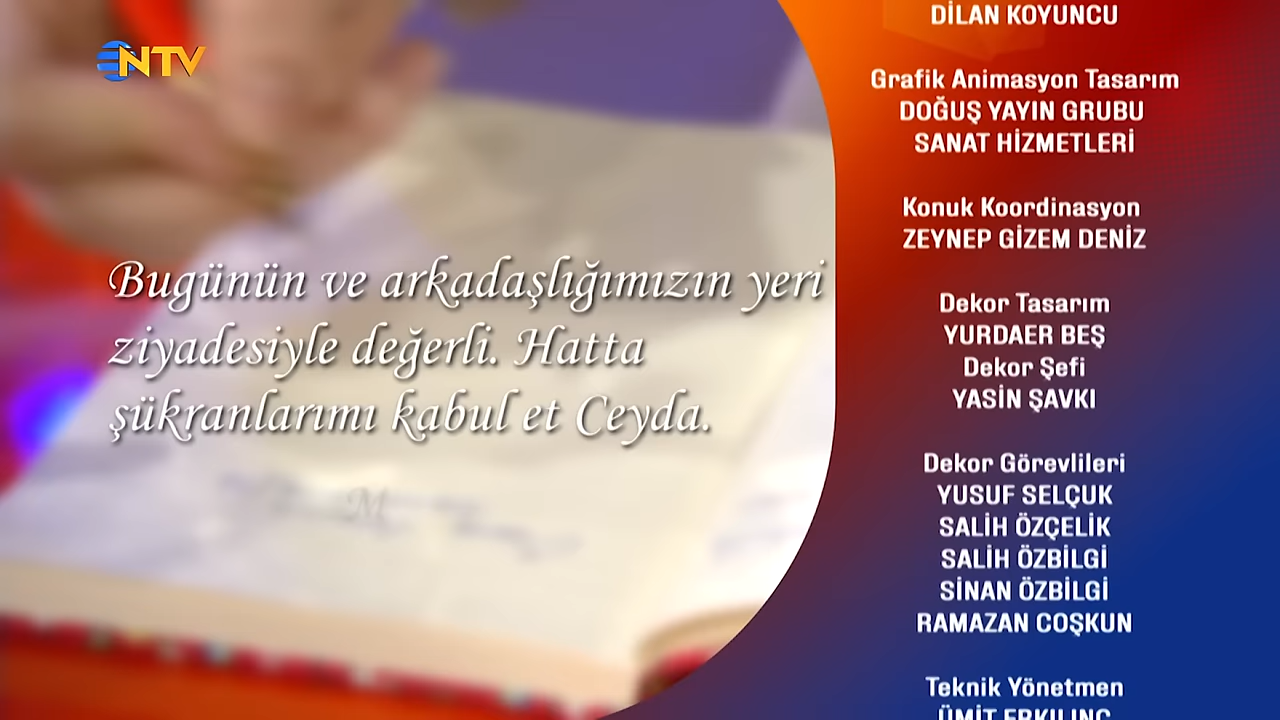 NTV
Bugünün ve arkadaşlığımızın yeri
ziyadesiyle değerli. Hatta
şükranlarımı kabul et Ceyda.
M
DİLAN KOYUNCU
Grafik Animasyon Tasarım
DOĞUŞ YAYIN GRUBU
SANAT HİZMETLERİ
Konuk Koordinasyon
ZEYNEP GİZEM DENİZ
Dekor Tasarım
YURDAER BEŞ
Dekor Şefi
YASİN ŞAVKI
Dekor Görevlileri
YUSUF SELÇUK
SALİH ÖZÇELİK
SALİH ÖZBİLGİ
SİNAN ÖZBİLGİ
RAMAZAN COŞKUN
Teknik Yönetmen
ÜMİT